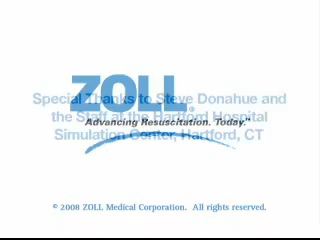 ZOLL®
Special Thanks to Steve Donahue and
the Staff at the Hartford Hospital
Advancing Resuscitation. Today.™
Simulation Center, Hartford, CT
© 2008 ZOLL Medical Corporation. All rights reserved.